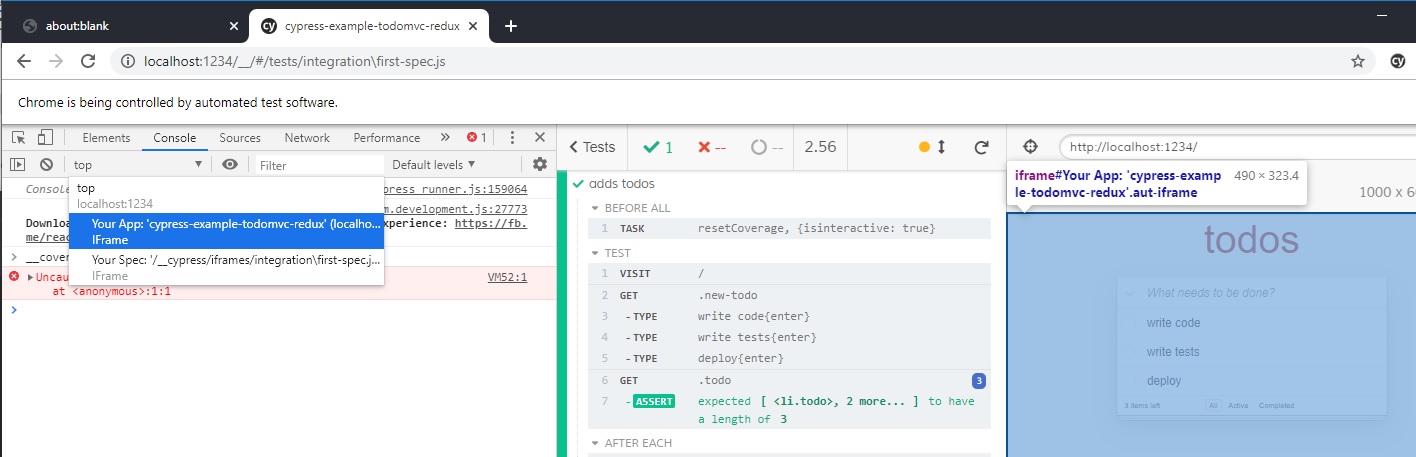 about:blank
cypress-example-todomvc-redux
localhost:1234/__/#/tests/integration\first-spec.js
Chrome is being controlled by automated test software.
Elements Console Sources Network Performance » 1
top Filter Default levels
top
localhost:1234
Your App: 'cypress-example-todomvc-redux' (localho...
IFrame
Your Spec: '/__cypress/iframes/integration\first-spec.j...
IFrame
Console press runner.js:159064
m.development.js:27773
Downloa xperience: https://fb.
me/reac
> __cover
Uncau VM52:1
at <anonymous>:1:1
>
< Tests 1 -- -- 2.56
adds todos
BEFORE ALL
1 TASK resetCoverage, {isinteractive: true}
TEST
1 VISIT /
2 GET .new-todo
3 -TYPE write code{enter}
4 -TYPE write tests{enter}
5 -TYPE deploy{enter}
6 GET .todo 3
7 -ASSERT expected [ <li.todo>, 2 more... ] to have
a length of 3
AFTER EACH
http://localhost:1234/
iframe#Your App: 'cypress-examp
le-todomvc-redux'.aut-iframe
490 × 323.4
1000 x 6
todos
What needs to be done?
write code
write tests
deploy
3 items left All Active Completed